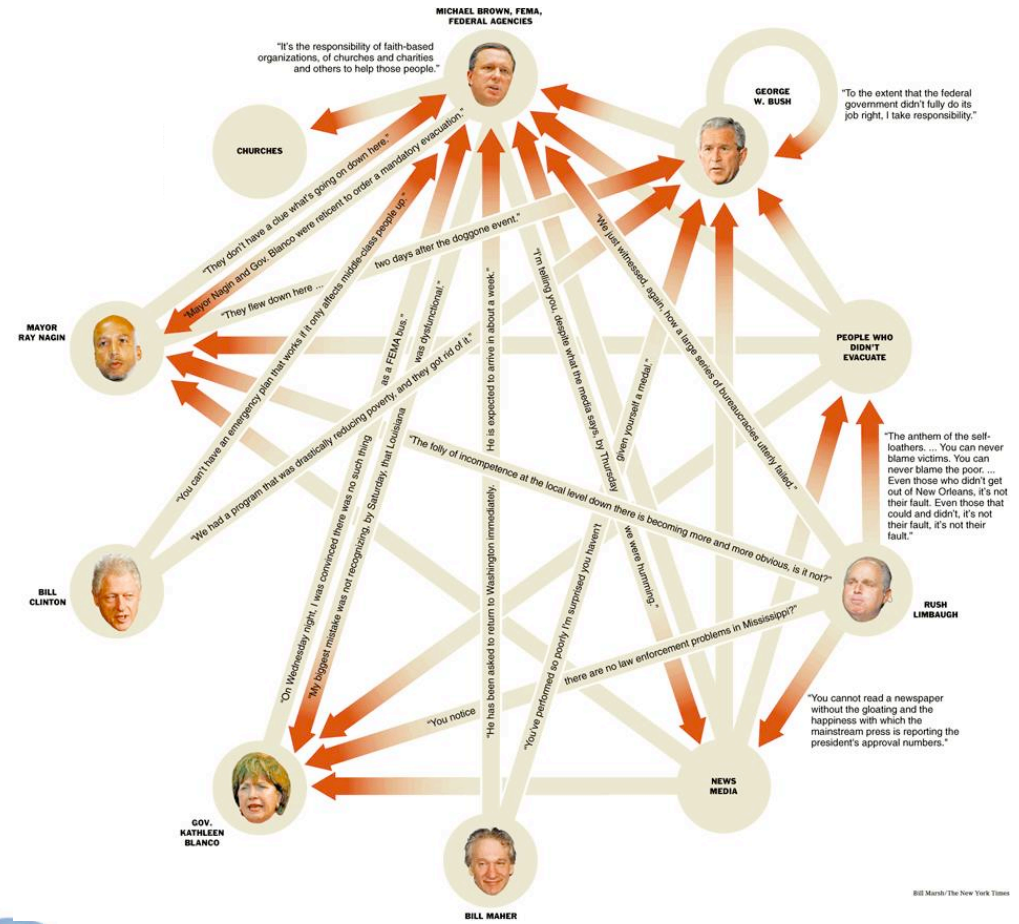 MICHAEL BROWN, FEMA,
FEDERAL AGENCIES
"It's the responsibility of faith-based
organizations, of churches and charities
and others to help those people."
GEORGE
W. BUSH
"To the extent that the federal
government didn't fully do its
job right, I take responsibility."
CHURCHES
"They don't have a clue what's going on down here."
"Mayor Nagin and Gov. Blanco were reticent to order a mandatory evacuation."
"They flew down here ... two days after the doggone event."
MAYOR
RAY NAGIN
PEOPLE WHO
DIDN'T
EVACUATE
"You can't have an emergency plan that works if it only affects middle-class people up."
"We had a program that was drastically reducing poverty, and they got rid of it."
"On Wednesday night, I was convinced there was no such thing as a FEMA bus."
"My biggest mistake was not recognizing, by Saturday, that Louisiana was dysfunctional."
"He has been asked to return to Washington immediately. He is expected to arrive in about a week."
"I'm telling you, despite what the media says, by Thursday we were humming."
"You've performed so poorly I'm surprised you haven't given yourself a medal."
"We just witnessed, again, how a large series of bureaucracies utterly failed."
"The folly of incompetence at the local level down there is becoming more and more obvious, is it not?"
"You notice there are no law enforcement problems in Mississippi?"
"The anthem of the self-
loathers. ... You can never
blame victims. You can
never blame the poor. ...
Even those who didn't get
out of New Orleans, it's not
their fault. Even those that
could and didn't, it's not
their fault, it's not their
fault."
BILL
CLINTON
RUSH
LIMBAUGH
"You cannot read a newspaper
without the gloating and the
happiness with which the
mainstream press is reporting the
president's approval numbers."
NEWS
MEDIA
GOV.
KATHLEEN
BLANCO
BILL MAHER
Bill Marsh/The New York Times